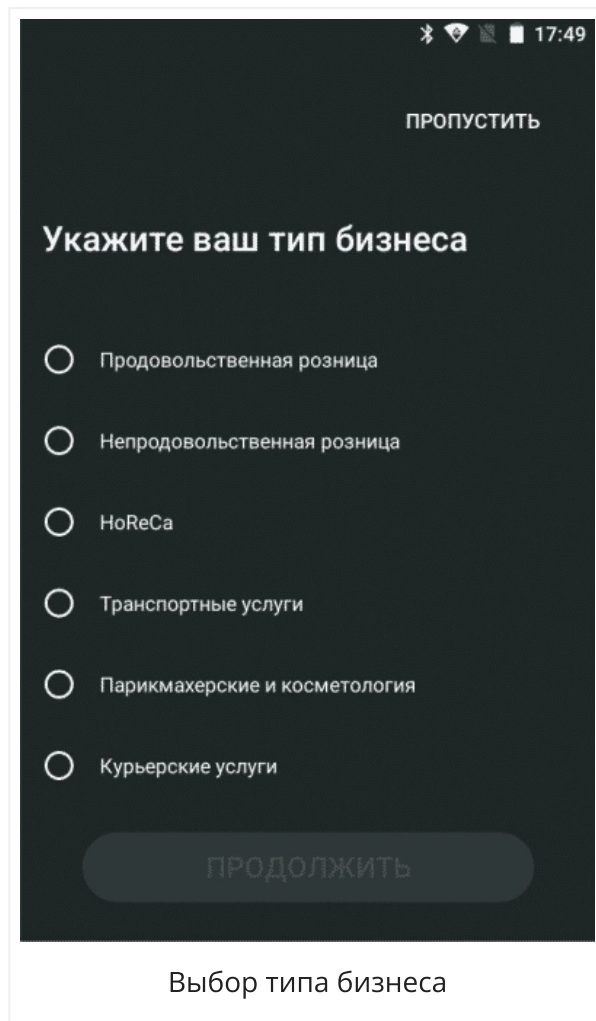 17:49
ПРОПУСТИТЬ
Укажите ваш тип бизнеса
Продовольственная розница
Непродовольственная розница
HoReCa
Транспортные услуги
Парикмахерские и косметология
Курьерские услуги
ПРОДОЛЖИТЬ
Выбор типа бизнеса